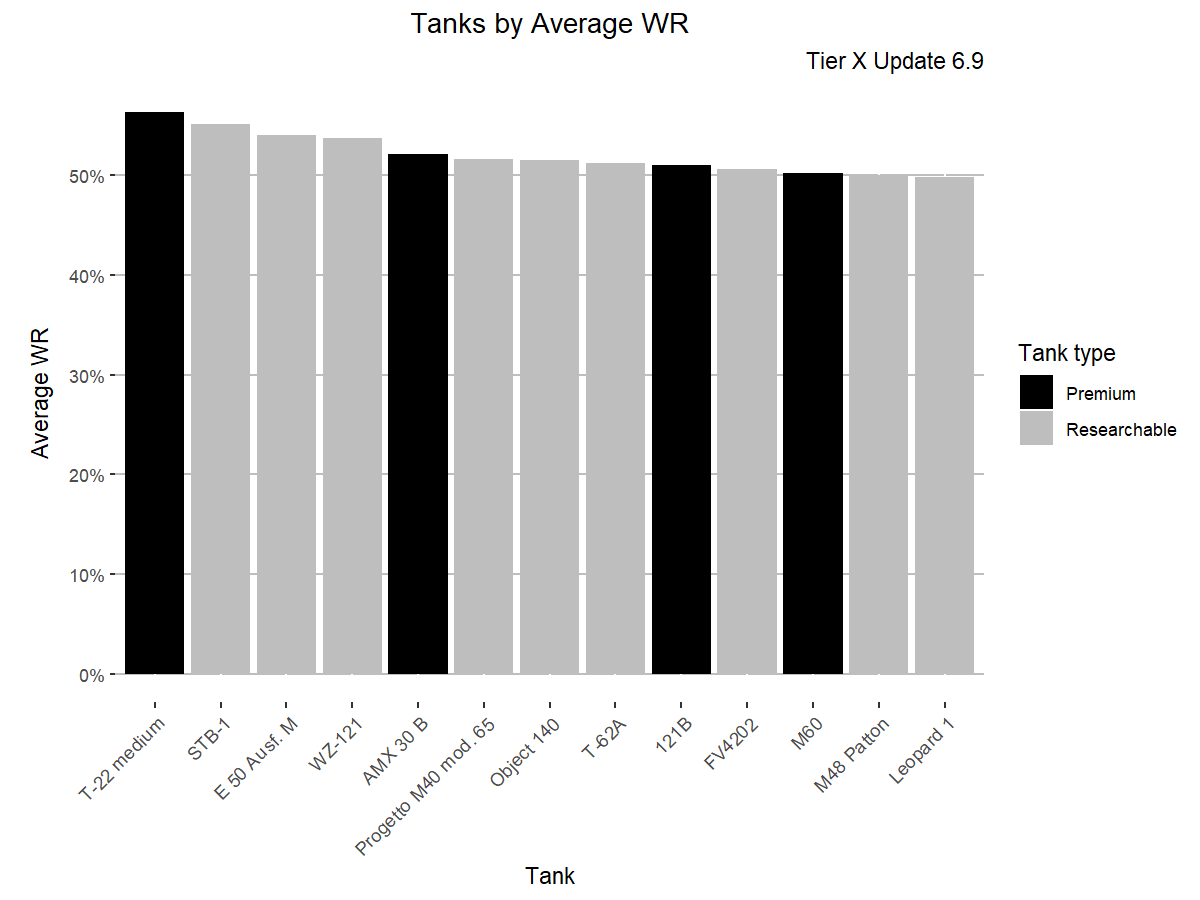 Tanks by Average WR
Tier X Update 6.9
Average WR
50%
40%
30%
20%
10%
0%
T-22 medium
STB-1
E 50 Ausf. M
WZ-121
AMX 30 B
Progetto M40 mod. 65
Object 140
T-62A
121B
FV4202
M60
M48 Patton
Leopard 1
Tank
Tank type
Premium
Researchable